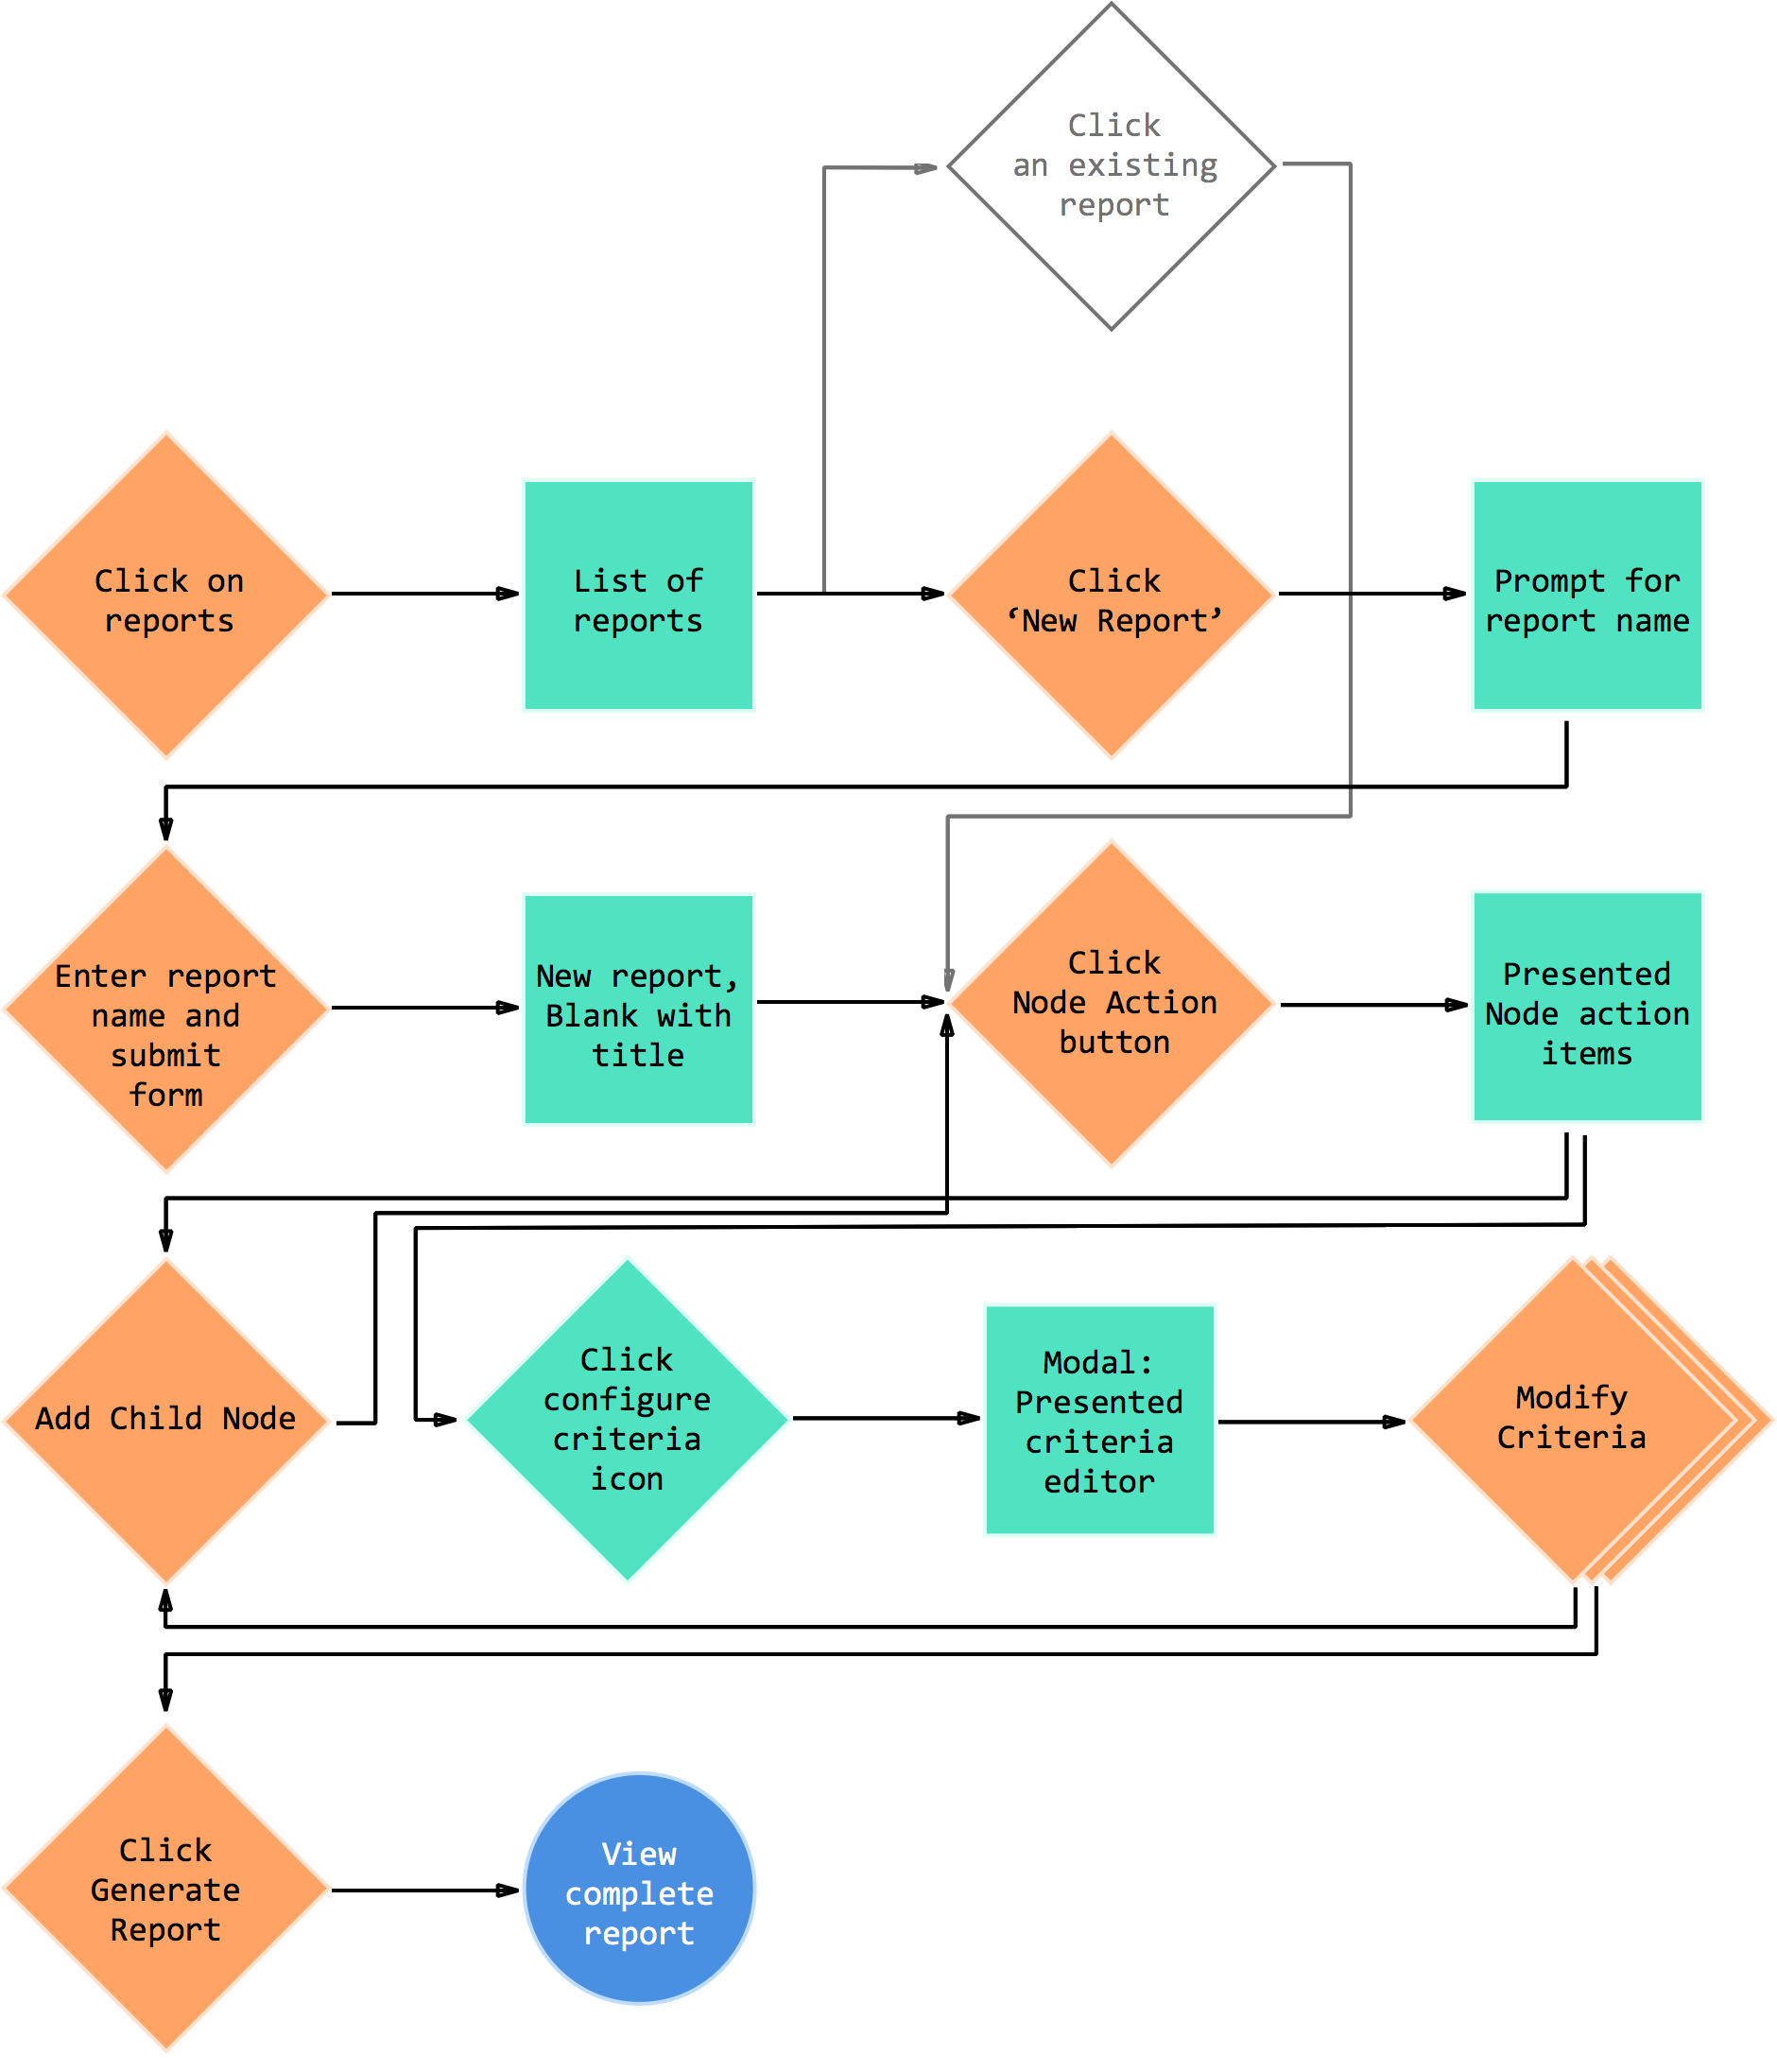 Click
an existing
report
Click on
reports
List of
reports
Click
‘New Report’
Prompt for
report name
Enter report
name and
submit
form
New report,
Blank with
title
Click
Node Action
button
Presented
Node action
items
Add Child Node
Click
configure
criteria
icon
Modal:
Presented
criteria
editor
Modify
Criteria
Click
Generate
Report
View
complete
report